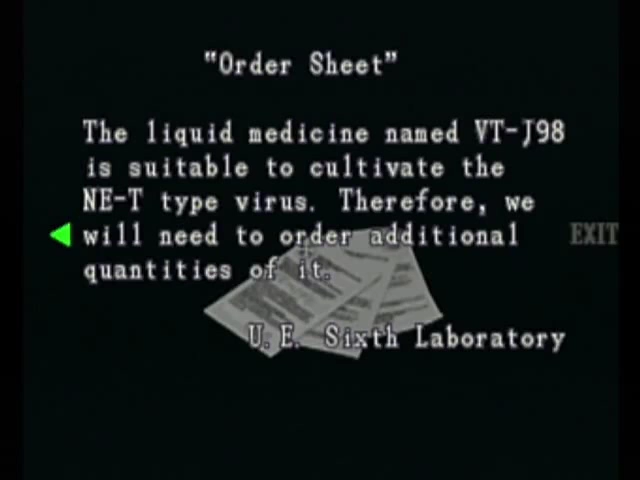 "Order Sheet"
The liquid medicine named VT-J98
is suitable to cultivate the
NE-T type virus. Therefore, we
will need to order additional
EXIT
quantities of it.
U. E. Sixth Laboratory